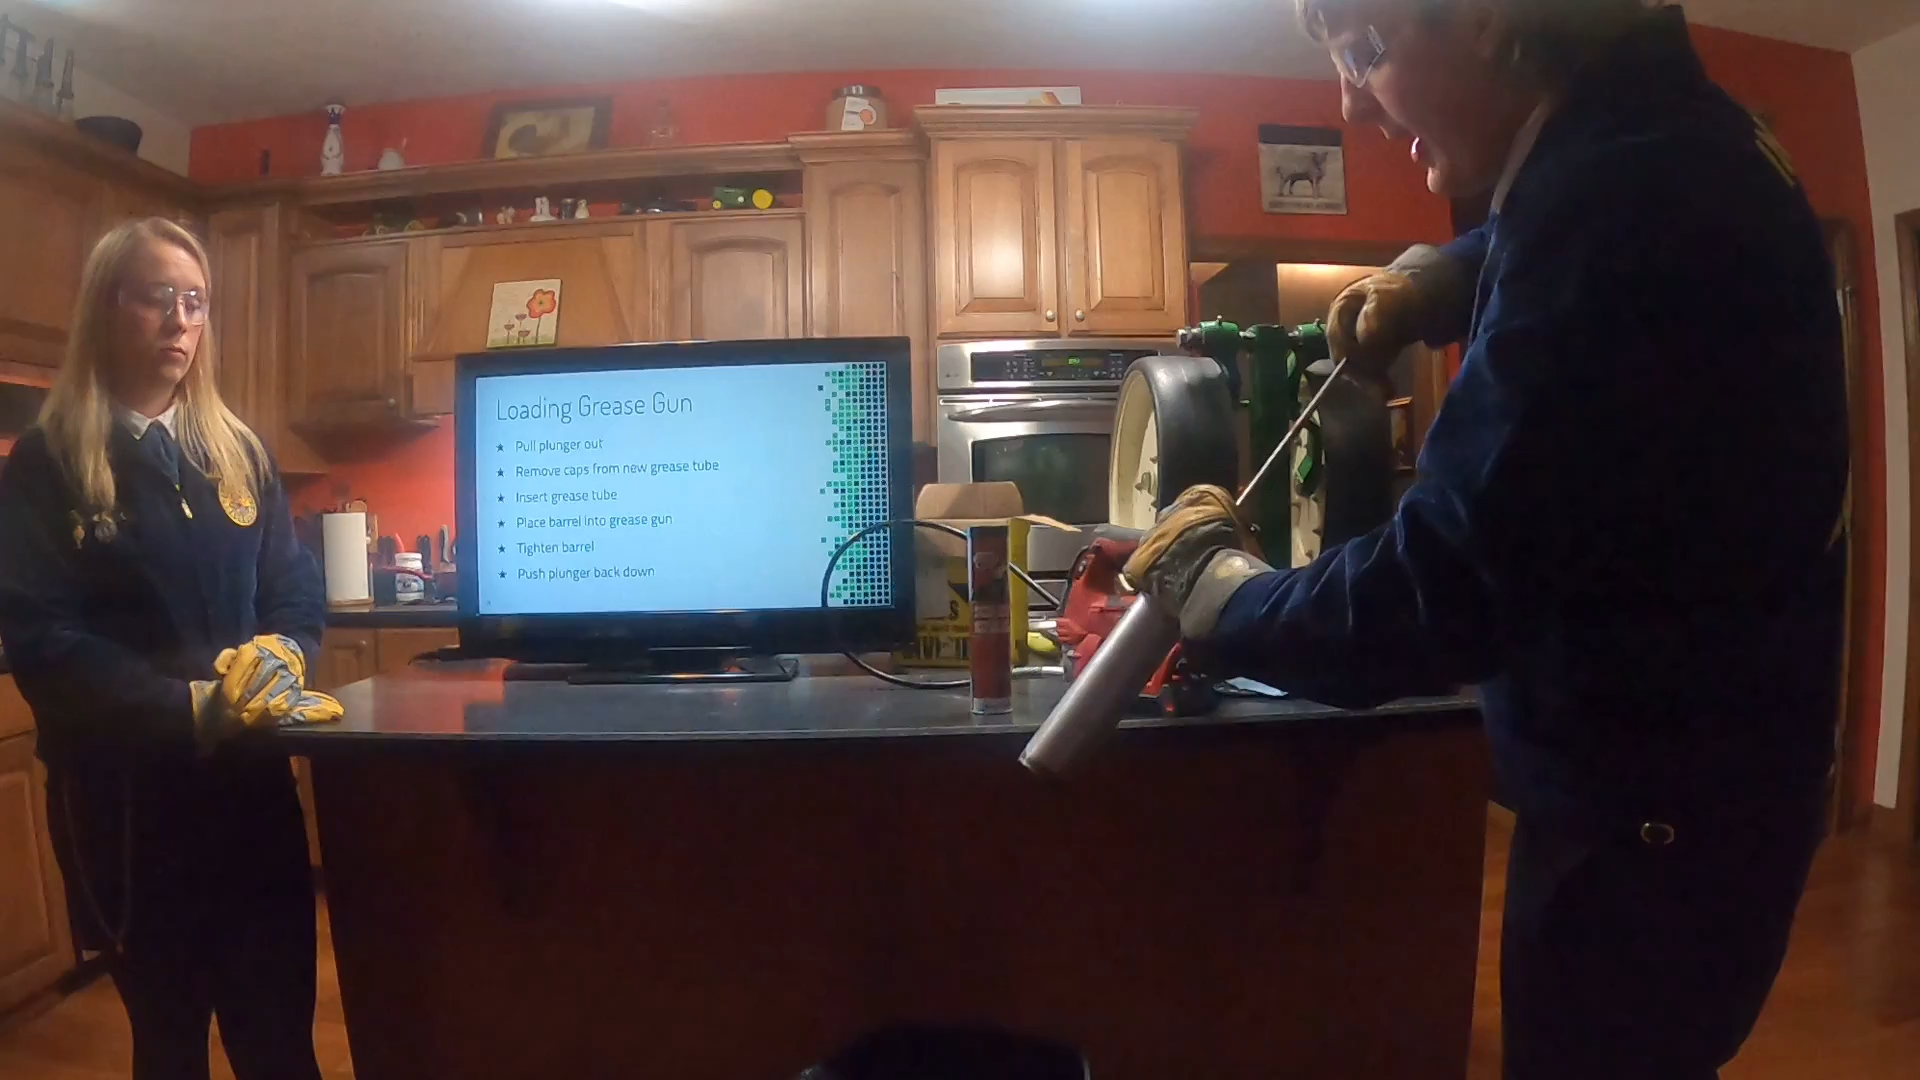 Loading Grease Gun
★ Pull plunger out
★ Remove caps from new grease tube
★ Insert grease tube
★ Place barrel into grease gun
★ Tighten barrel
★ Push plunger back down